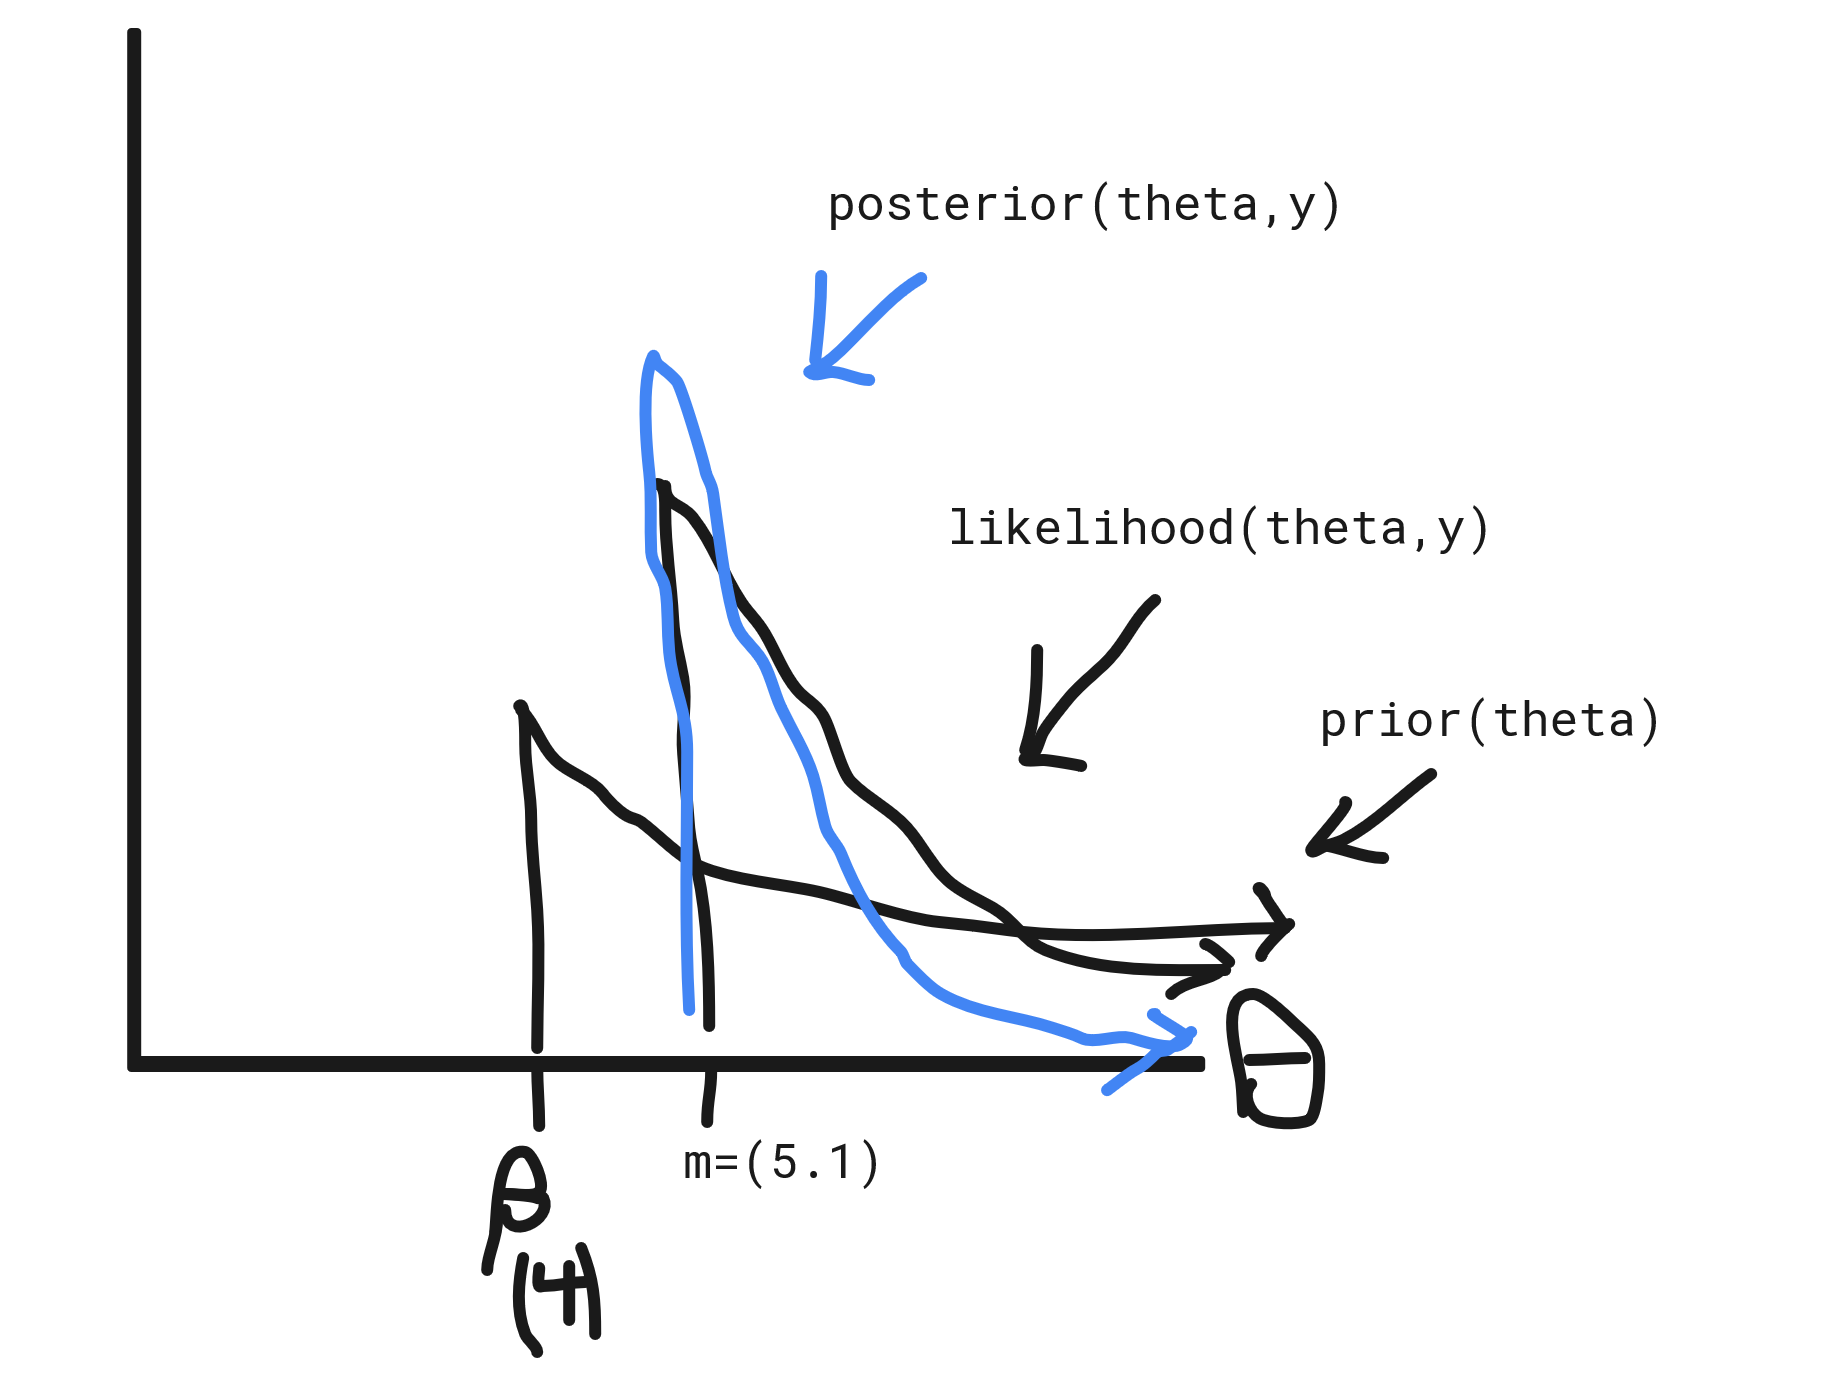 posterior(theta,y)
likelihood(theta,y)
prior(theta)
θ
m=(5.1)
β
(4)